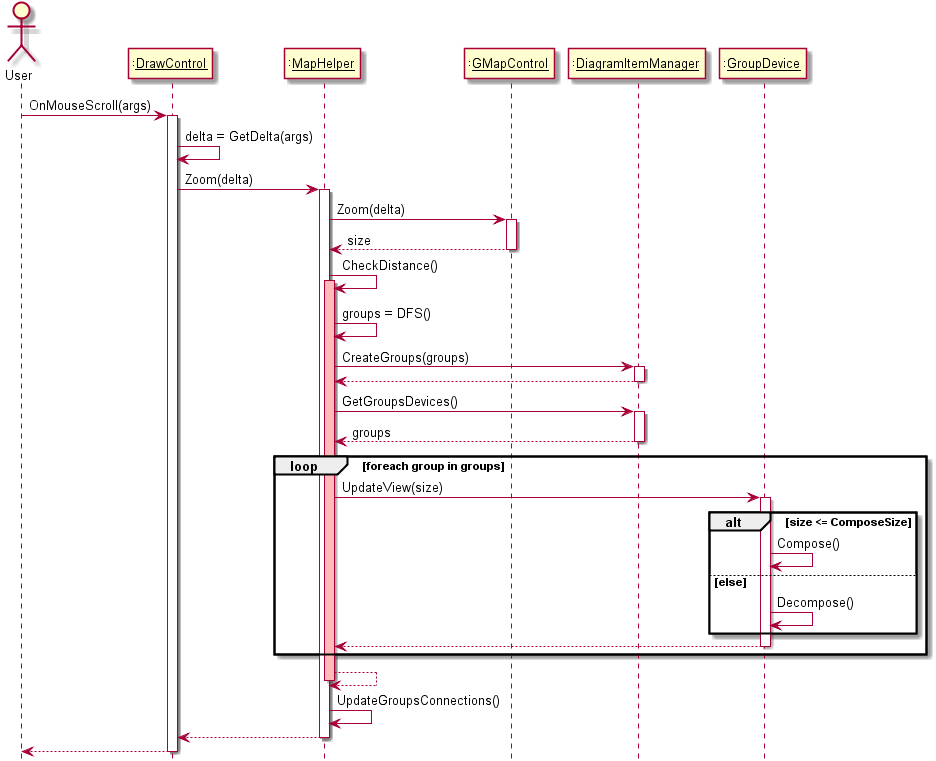 User
:DrawControl
:MapHelper
:GMapControl
:DiagramItemManager
:GroupDevice
OnMouseScroll(args)
delta = GetDelta(args)
Zoom(delta)
Zoom(delta)
size
CheckDistance()
groups = DFS()
CreateGroups(groups)
GetGroupsDevices()
groups
loop [foreach group in groups]
UpdateView(size)
alt [size <= ComposeSize]
Compose()
[else]
Decompose()
UpdateGroupsConnections()